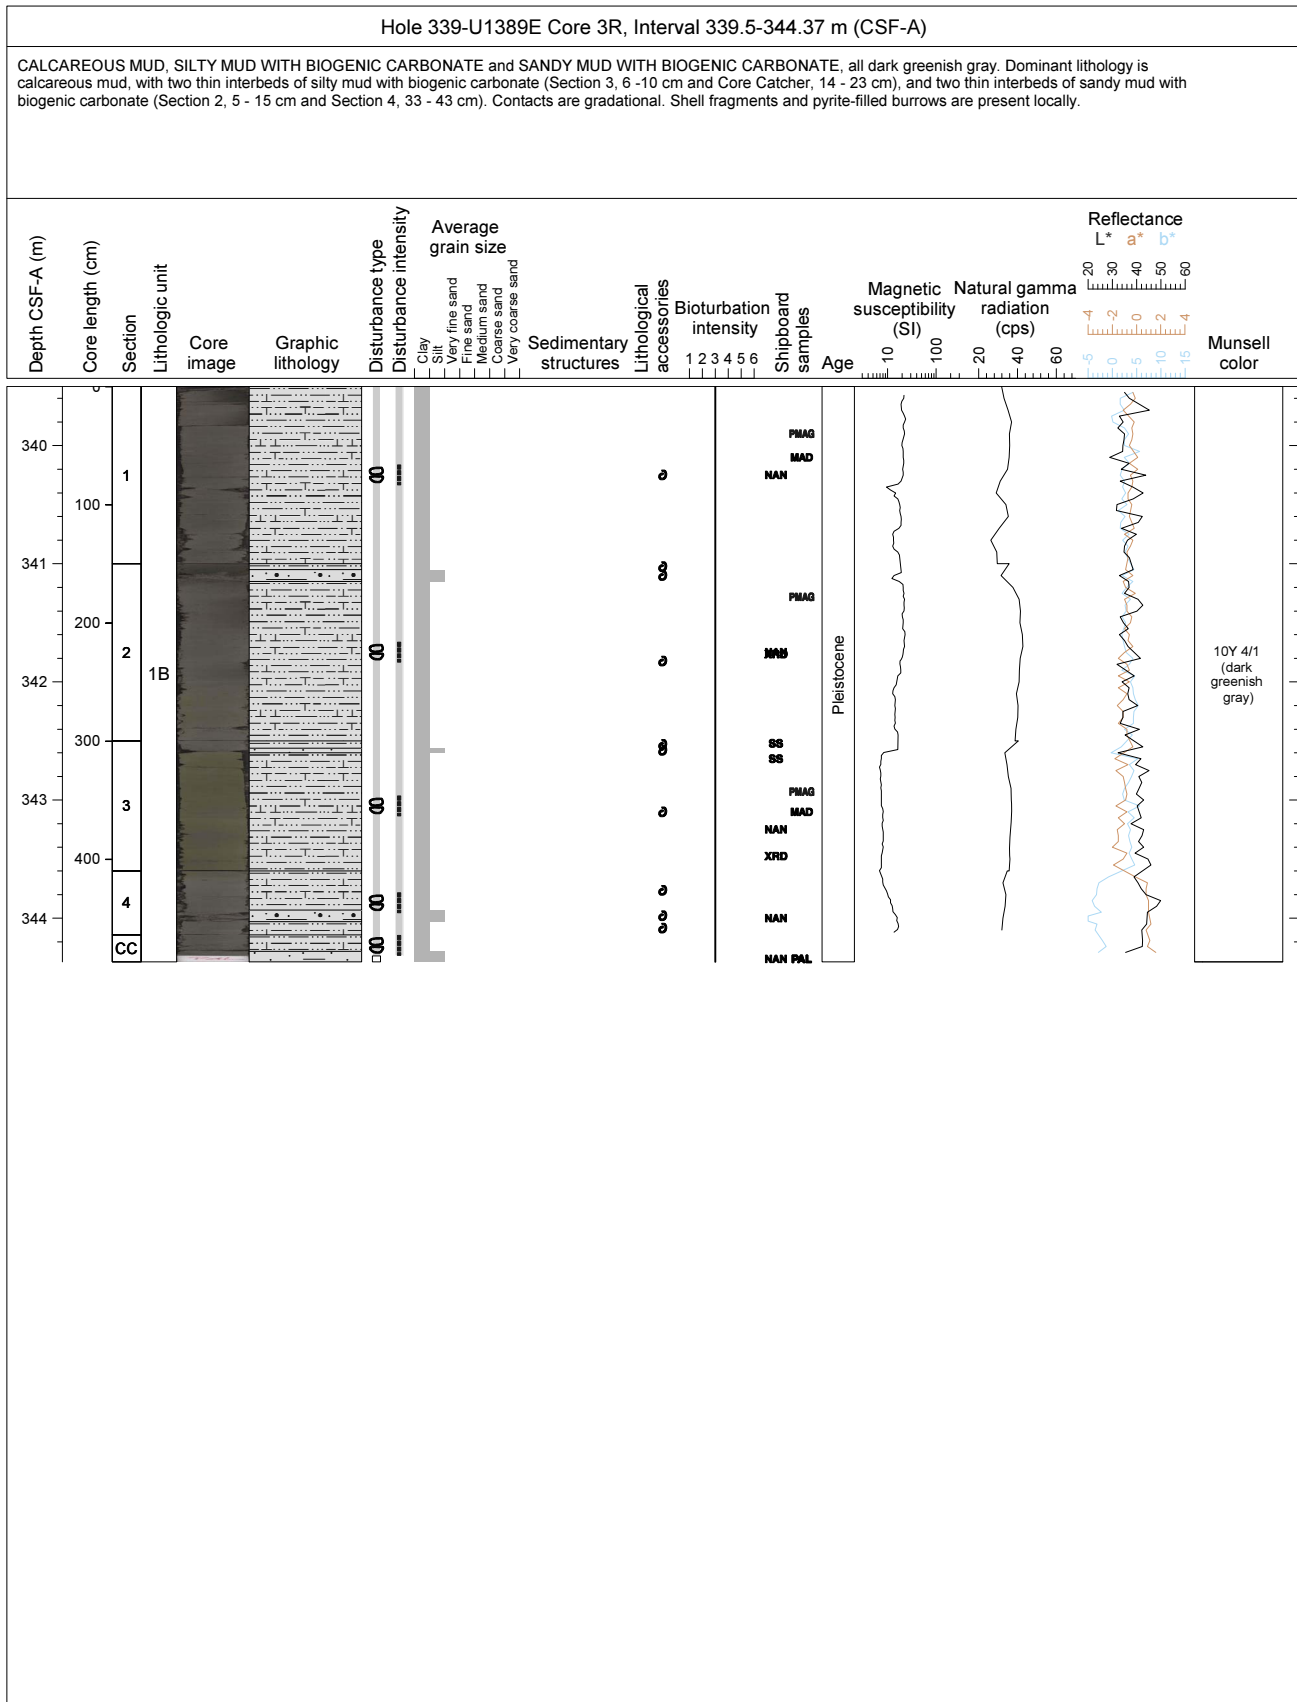 Hole 339-U1389E Core 3R, Interval 339.5-344.37 m (CSF-A)
CALCAREOUS MUD, SILTY MUD WITH BIOGENIC CARBONATE and SANDY MUD WITH BIOGENIC CARBONATE, all dark greenish gray. Dominant lithology is
calcareous mud, with two thin interbeds of silty mud with biogenic carbonate (Section 3, 6 -10 cm and Core Catcher, 14 - 23 cm), and two thin interbeds of sandy mud with
biogenic carbonate (Section 2, 5 - 15 cm and Section 4, 33 - 43 cm). Contacts are gradational. Shell fragments and pyrite-filled burrows are present locally.
Depth CSF-A (m)
Core length (cm)
Section
Lithologic unit
Core
image
Graphic
lithology
Disturbance type
Disturbance intensity
Average
grain size
Clay
Silt
Very fine sand
Fine sand
Medium sand
Coarse sand
Very coarse sand
Sedimentary
structures
Lithological
accessories
Bioturbation
intensity
1 2 3 4 5 6
Shipboard
samples
Age
Magnetic
susceptibility
(SI)
10 100
Natural gamma
radiation
(cps)
20 40 60
Reflectance
L* a* b*
20 30 40 50 60
-4 -2 0 2 4
-5 0 5 10 15
Munsell
color
0
340
PMAG
MAD
1
NAN
100
341
PMAG
200
2
1B
XRD
342
Pleistocene
10Y 4/1
(dark
greenish
gray)
300
SS
SS
343
3
PMAG
MAD
NAN
400
XRD
4
344
NAN
CC
NAN PAL